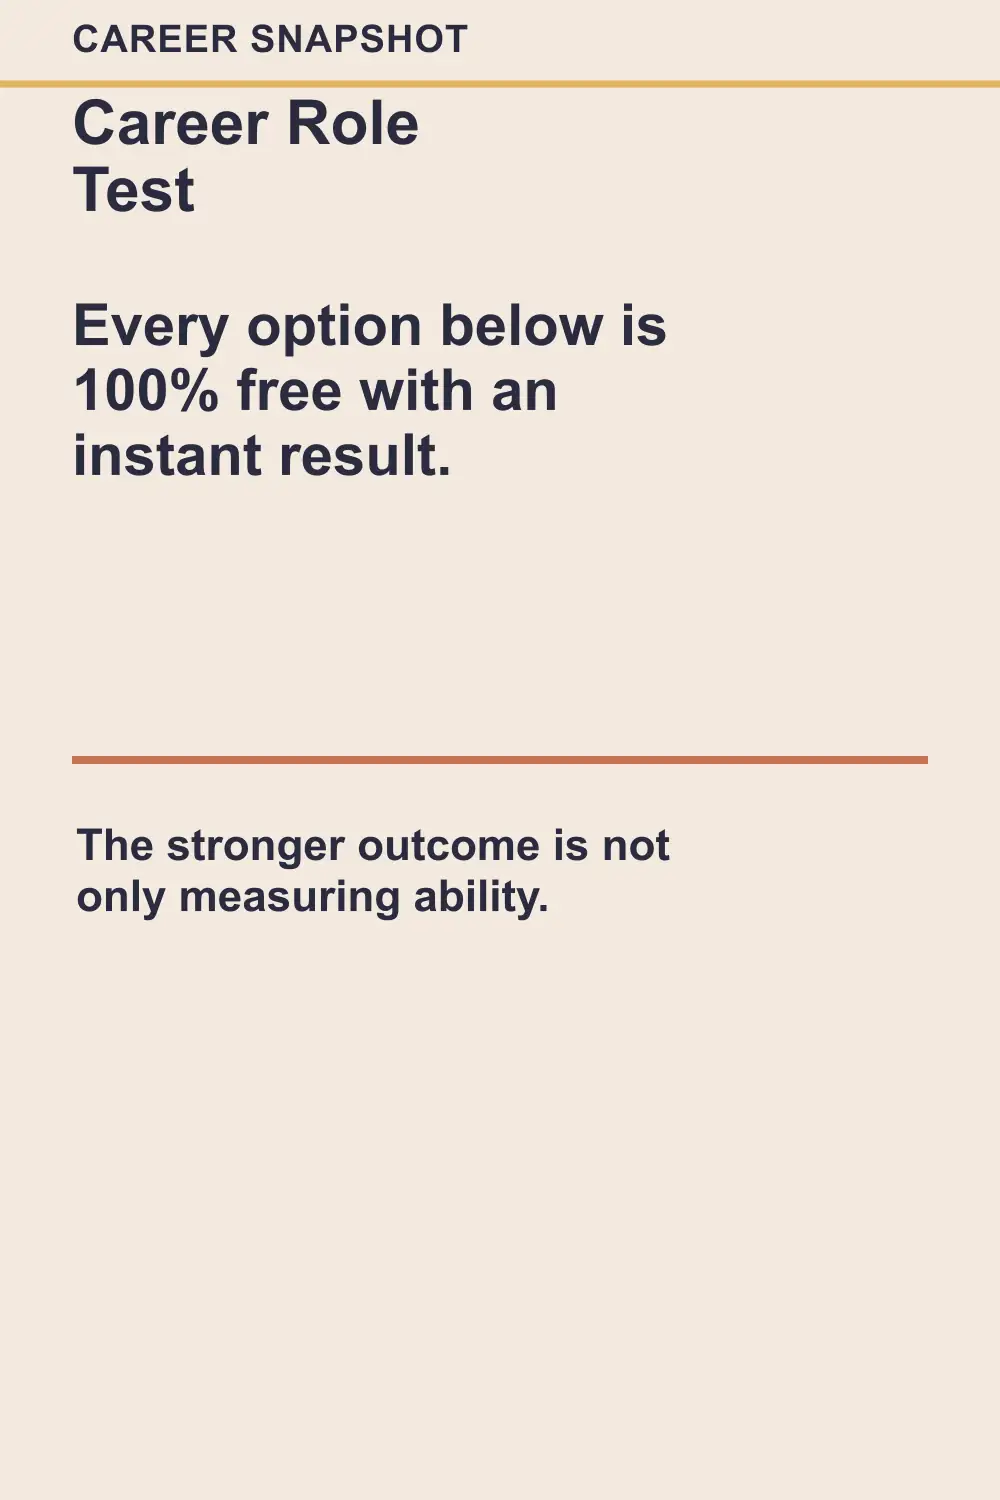 CAREER SNAPSHOT
Career Role
Test
Every option below is
100% free with an
instant result.
The stronger outcome is not
only measuring ability.